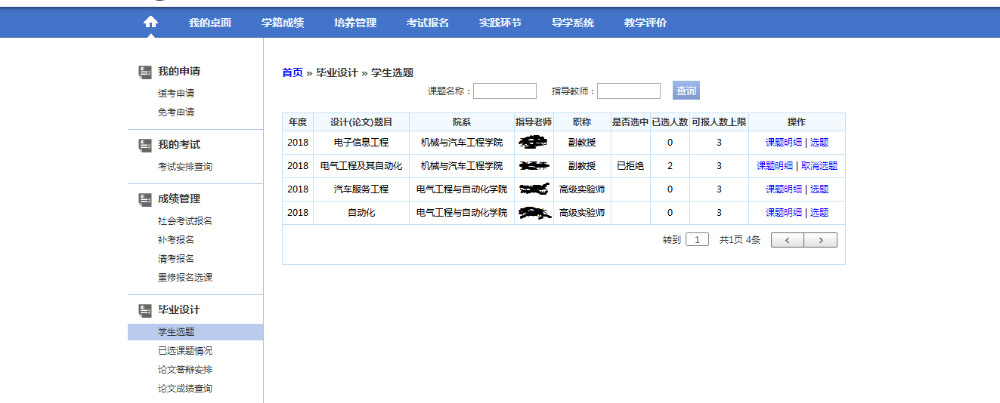 我的桌面 学籍成绩 培养管理 考试报名 实践环节 导学系统 教学评价
我的申请
缓考申请
免考申请
我的考试
考试安排查询
成绩管理
社会考试报名
补考报名
清考报名
重修报名选课
毕业设计
学生选题
已选课题情况
论文答辩安排
论文成绩查询
首页 » 毕业设计 » 学生选题
课题名称： 指导教师： 查询
年度 设计(论文)题目 院系 指导老师 职称 是否选中 已选人数 可报人数上限 操作
2018 电子信息工程 机械与汽车工程学院 副教授 0 3 课题明细 | 选题
2018 电气工程及其自动化 机械与汽车工程学院 副教授 已拒绝 2 3 课题明细 | 取消选题
2018 汽车服务工程 电气工程与自动化学院 高级实验师 0 3 课题明细 | 选题
2018 自动化 电气工程与自动化学院 高级实验师 0 3 课题明细 | 选题
转到 1 共1页 4条 < >